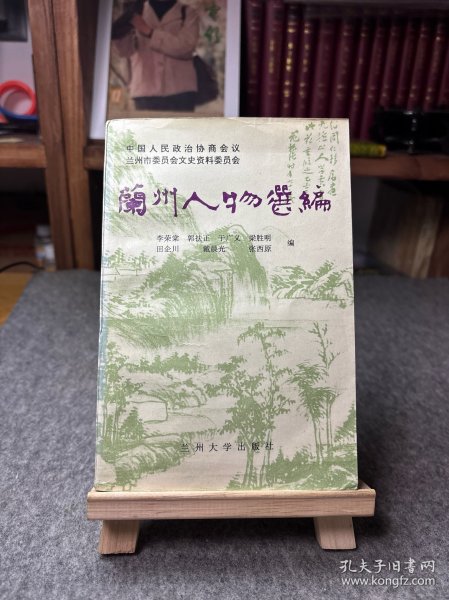 中国人民政治协商会议
兰州市委员会文史资料委员会
蘭州人物選編
李荣棠 郭扶正 于广义 梁胜明
田企川 戴晨光 张西原 编
兰州大学出版社
孔夫子旧书网
www.kongfz.com